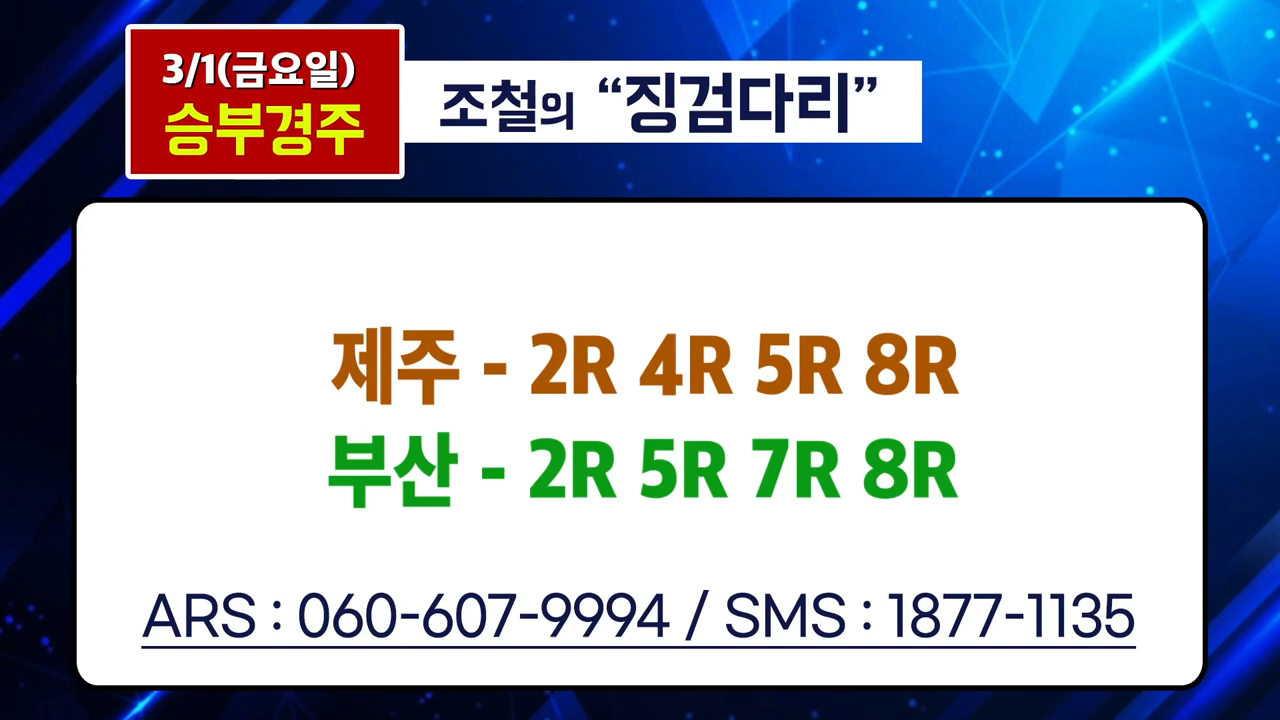 3/1(금요일)
승부경주
조철의 “징검다리”
제주 - 2R 4R 5R 8R
부산 - 2R 5R 7R 8R
ARS : 060-607-9994 / SMS : 1877-1135